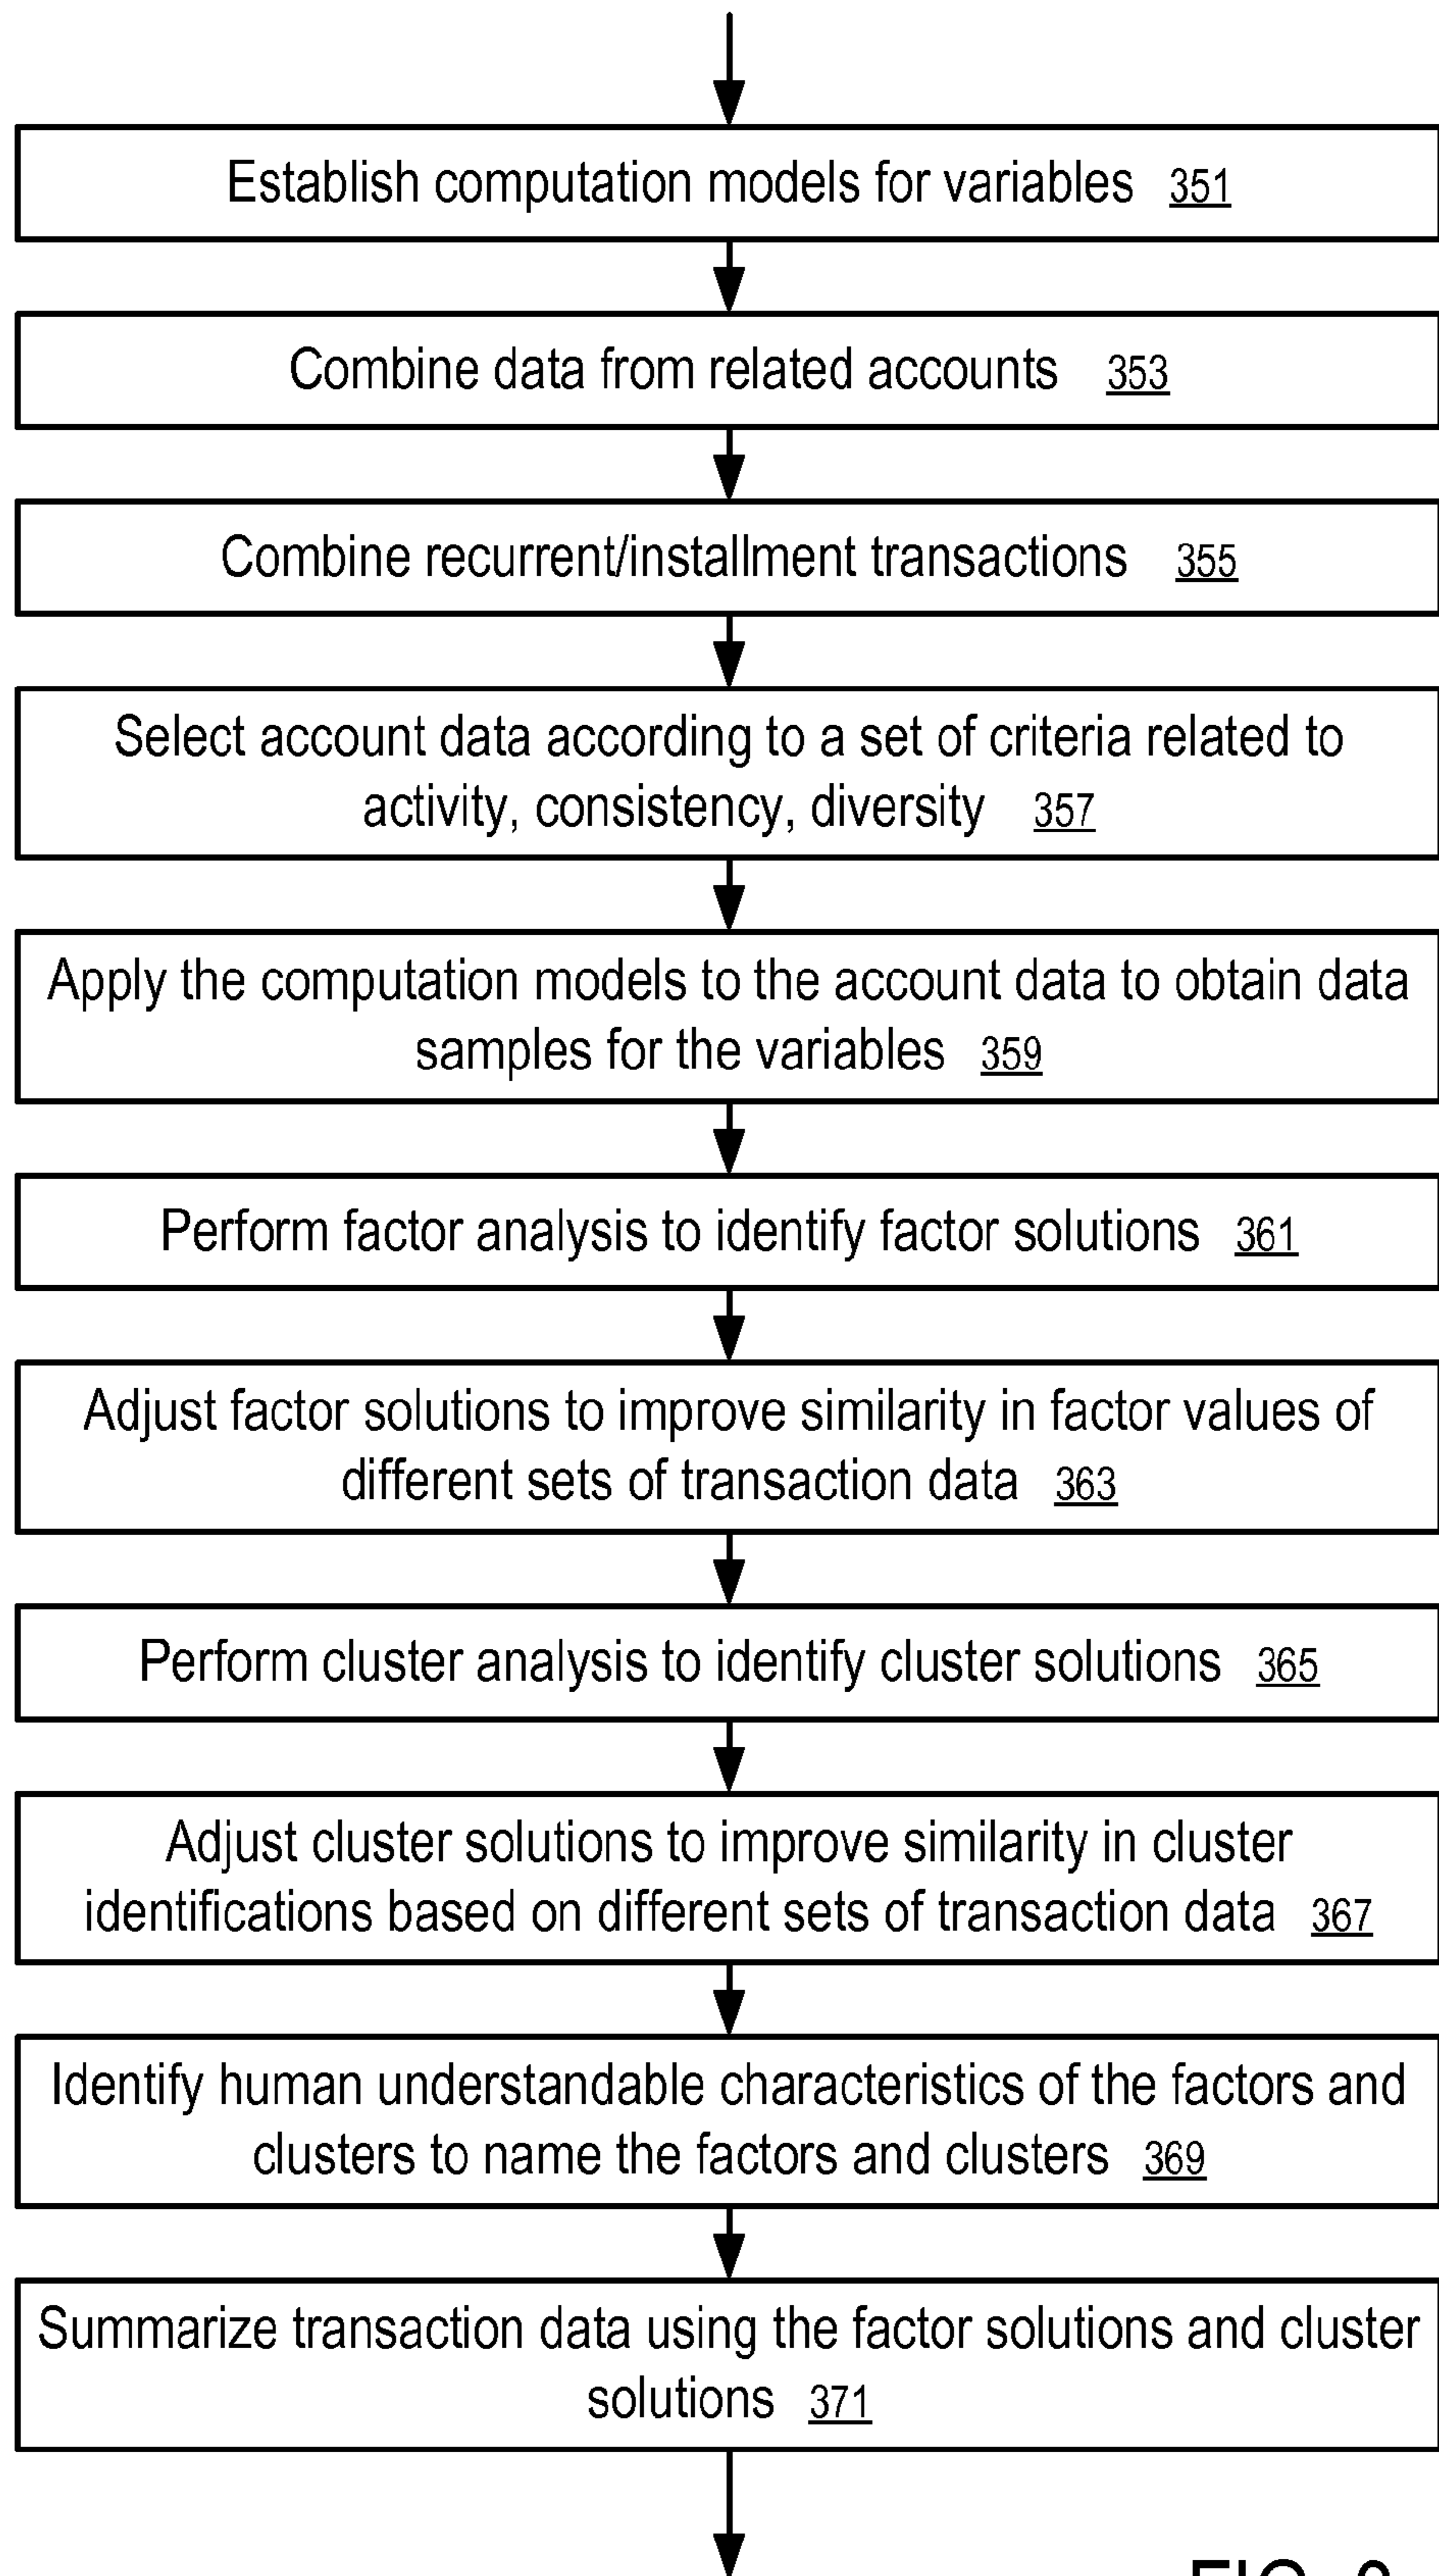 Establish computation models for variables 351
Combine data from related accounts 353
Combine recurrent/installment transactions 355
Select account data according to a set of criteria related to
activity, consistency, diversity 357
Apply the computation models to the account data to obtain data
samples for the variables 359
Perform factor analysis to identify factor solutions 361
Adjust factor solutions to improve similarity in factor values of
different sets of transaction data 363
Perform cluster analysis to identify cluster solutions 365
Adjust cluster solutions to improve similarity in cluster
identifications based on different sets of transaction data 367
Identify human understandable characteristics of the factors and
clusters to name the factors and clusters 369
Summarize transaction data using the factor solutions and cluster
solutions 371
FIG.